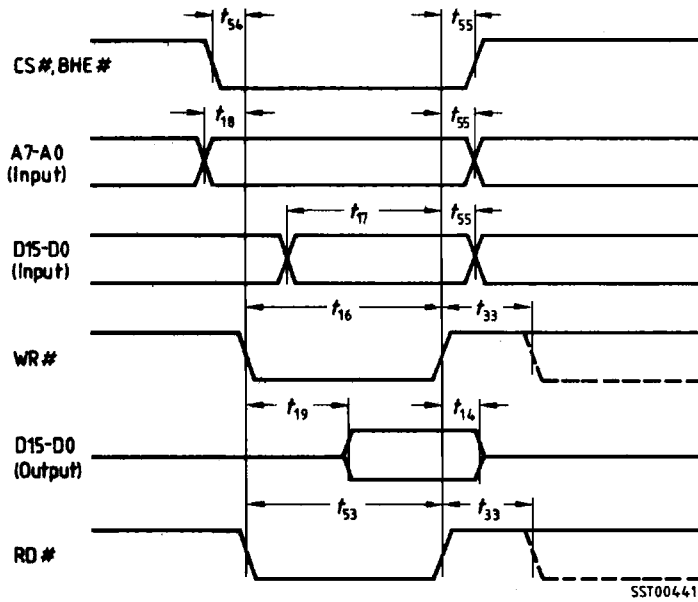 t54 t55
CS#, BHE#
t18 t55
A7-A0
(Input)
t17 t55
D15-D0
(Input)
t16 t33
WR#
t19 t14
D15-D0
(Output)
t53 t33
RD#
SST00441